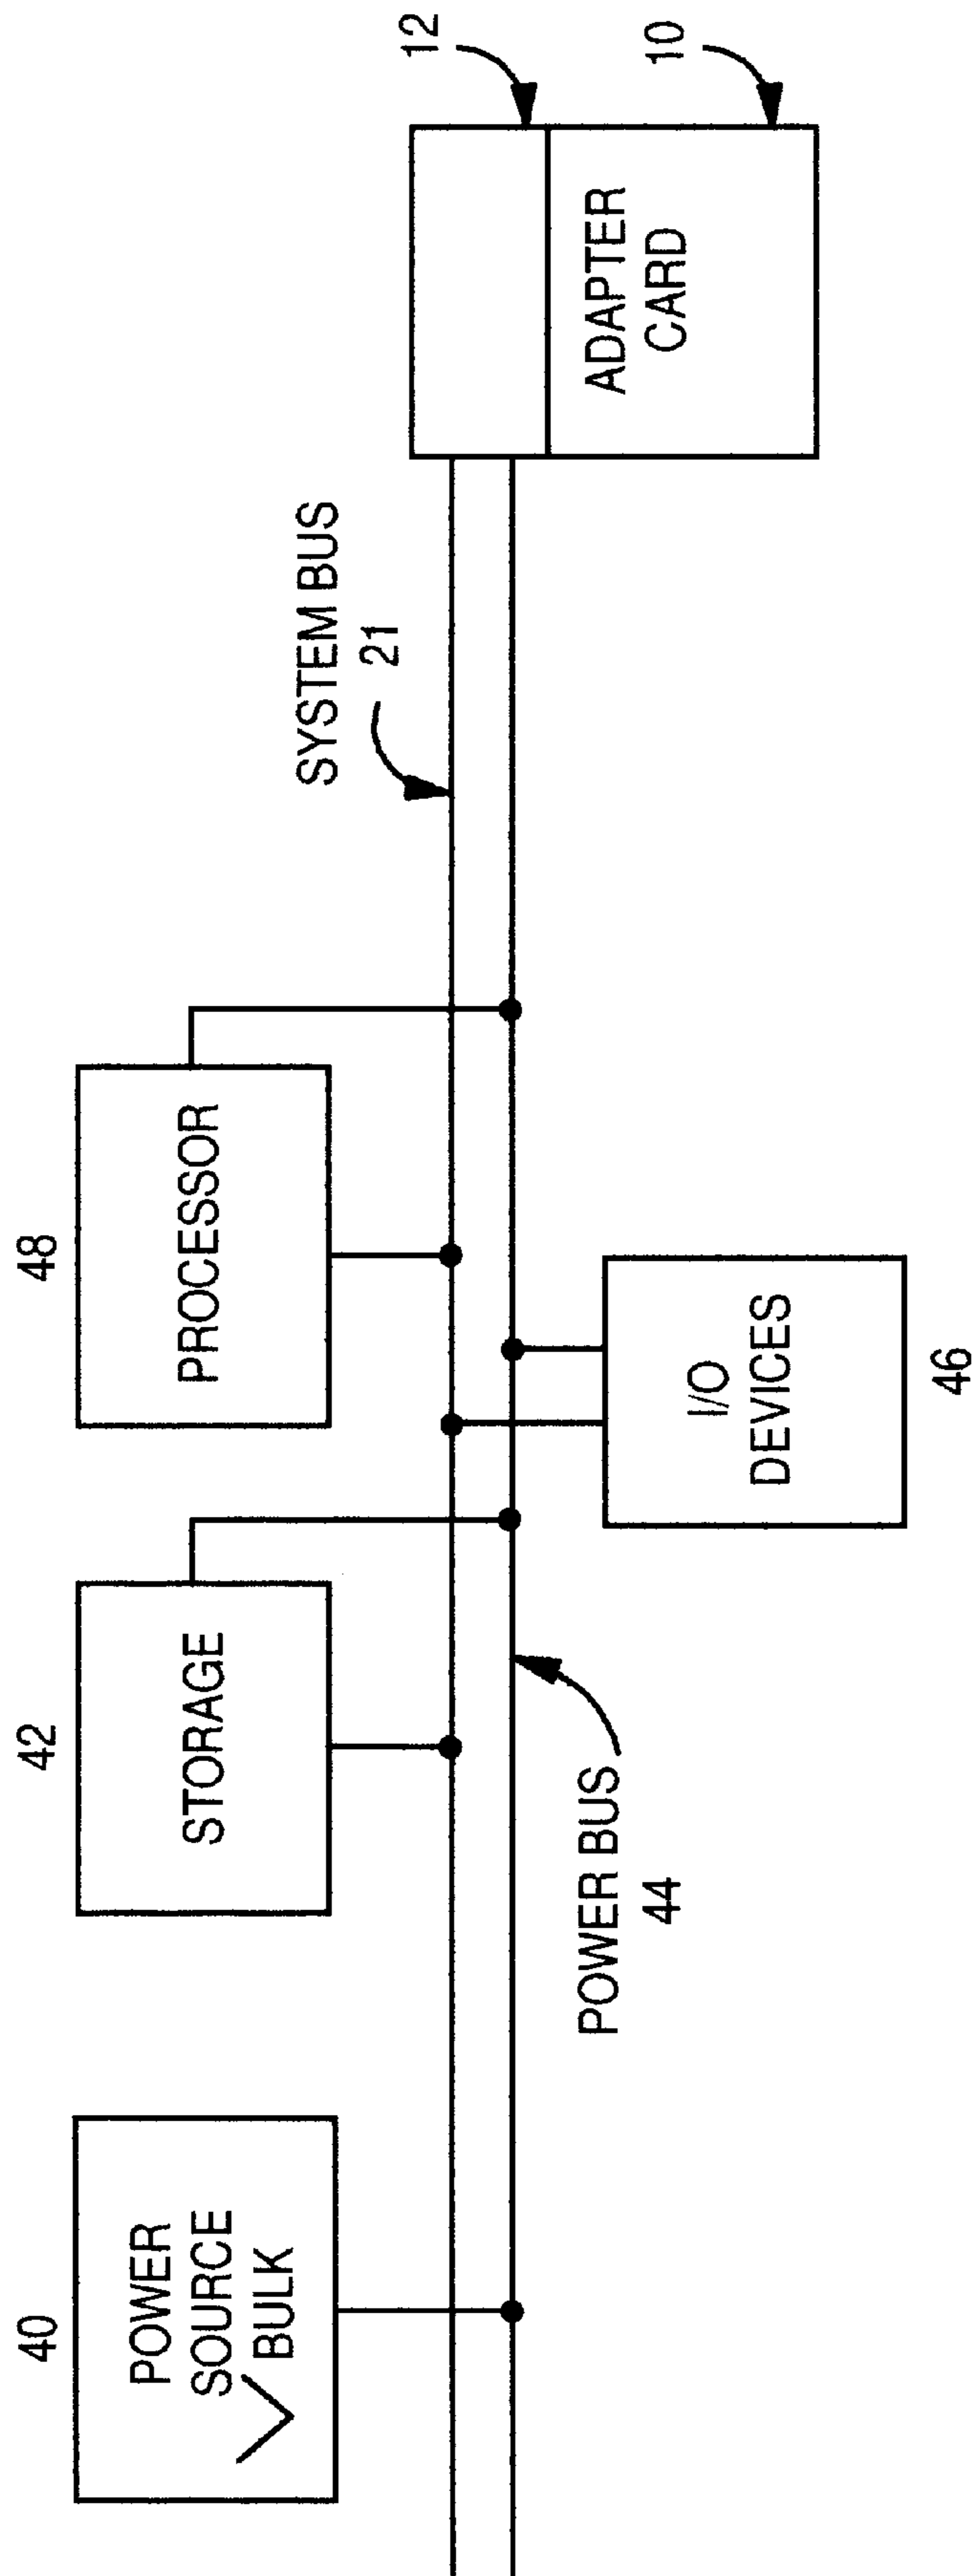 40
POWER
SOURCE
V BULK
42
STORAGE
48
PROCESSOR
SYSTEM BUS
21
12
10
ADAPTER
CARD
POWER BUS
44
I/O
DEVICES
46